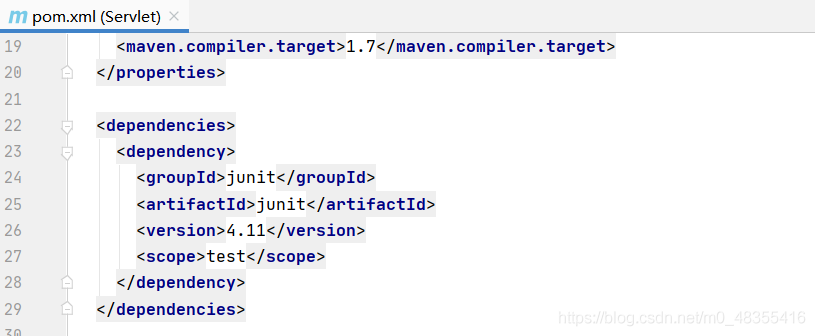 m pom.xml (Servlet) ×
19 <maven.compiler.target>1.7</maven.compiler.target>
20 </properties>
21
22 <dependencies>
23 <dependency>
24 <groupId>junit</groupId>
25 <artifactId>junit</artifactId>
26 <version>4.11</version>
27 <scope>test</scope>
28 </dependency>
29 </dependencies>
30
https://blog.csdn.net/m0_48355416